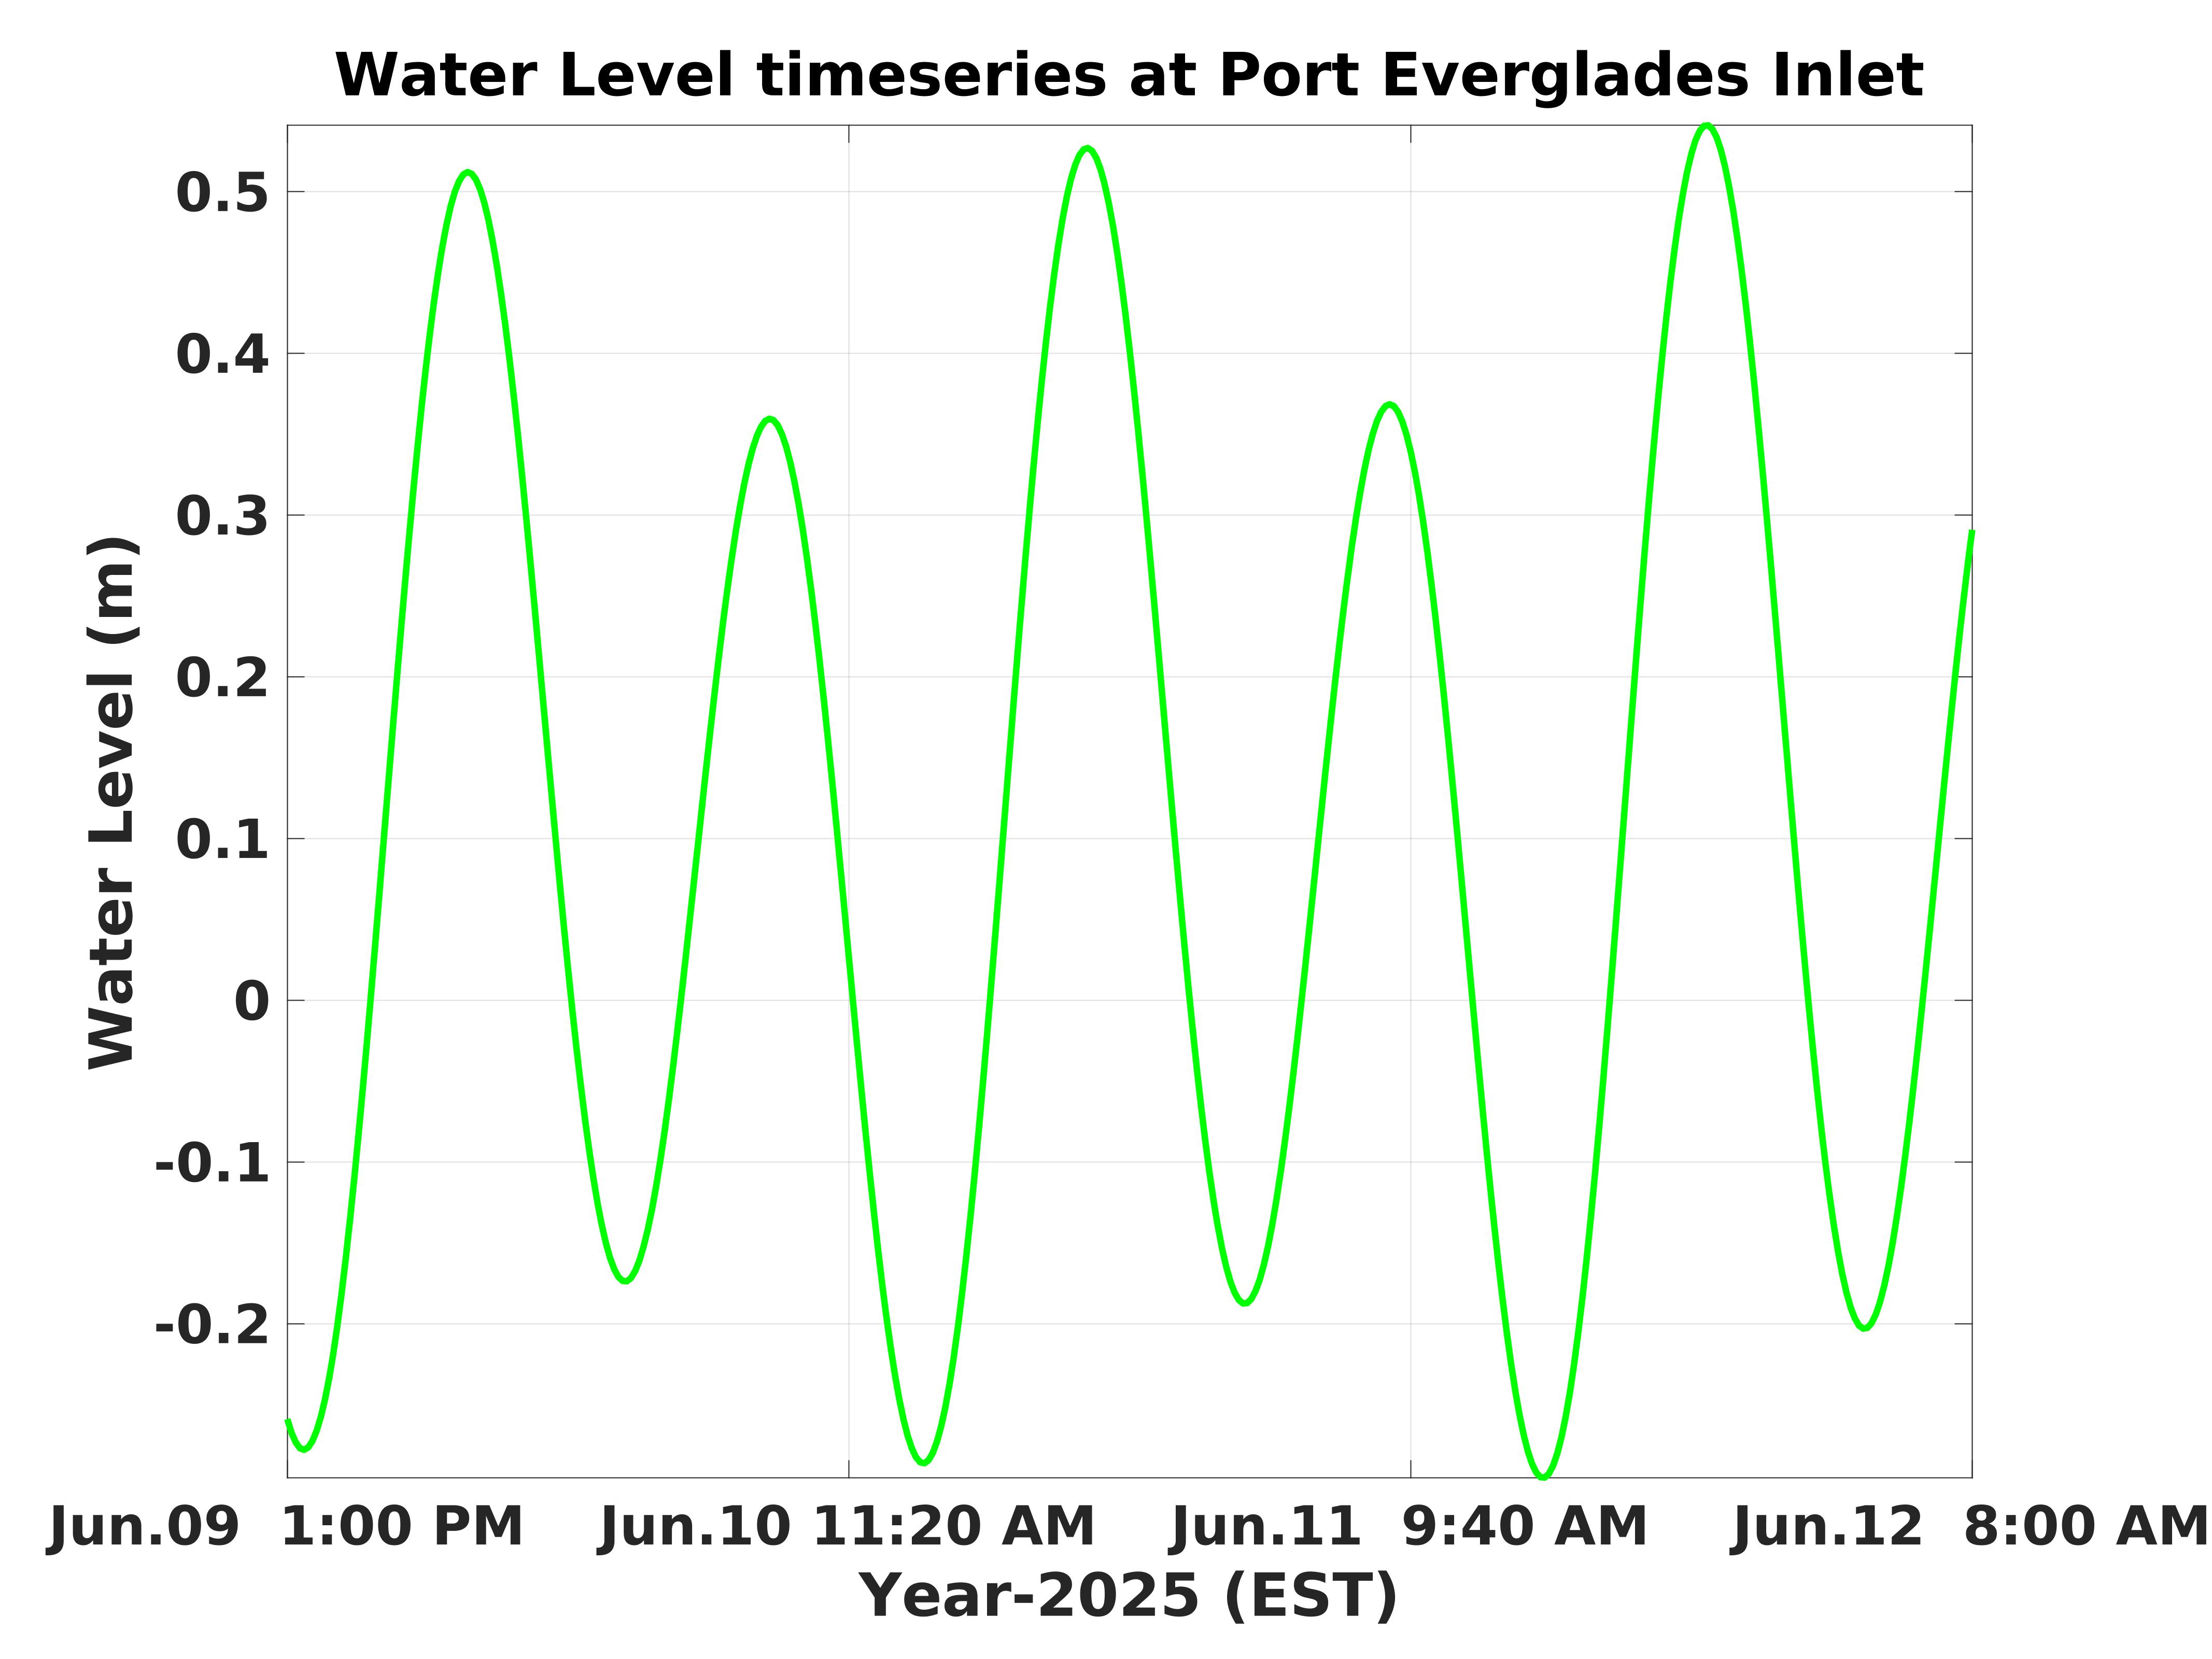 Water Level timeseries at Port Everglades Inlet
0.5
0.4
0.3
0.2
0.1
0
-0.1
-0.2
Water Level (m)
Jun.09 1:00 PM Jun.10 11:20 AM Jun.11 9:40 AM Jun.12 8:00 AM
Year-2025 (EST)